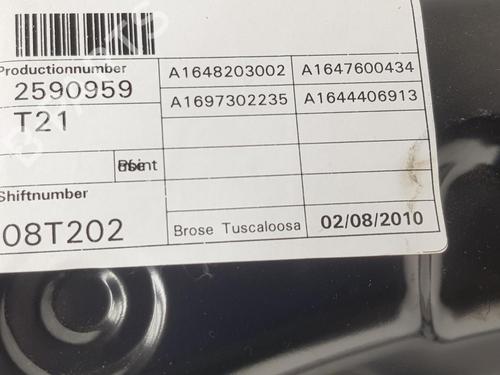 Productionnumber
2590959
T21
A1648203002 A1647600434
A1697302235 A1644406913
Shiftnumber
08T202
Brose Tuscaloosa 02/08/2010